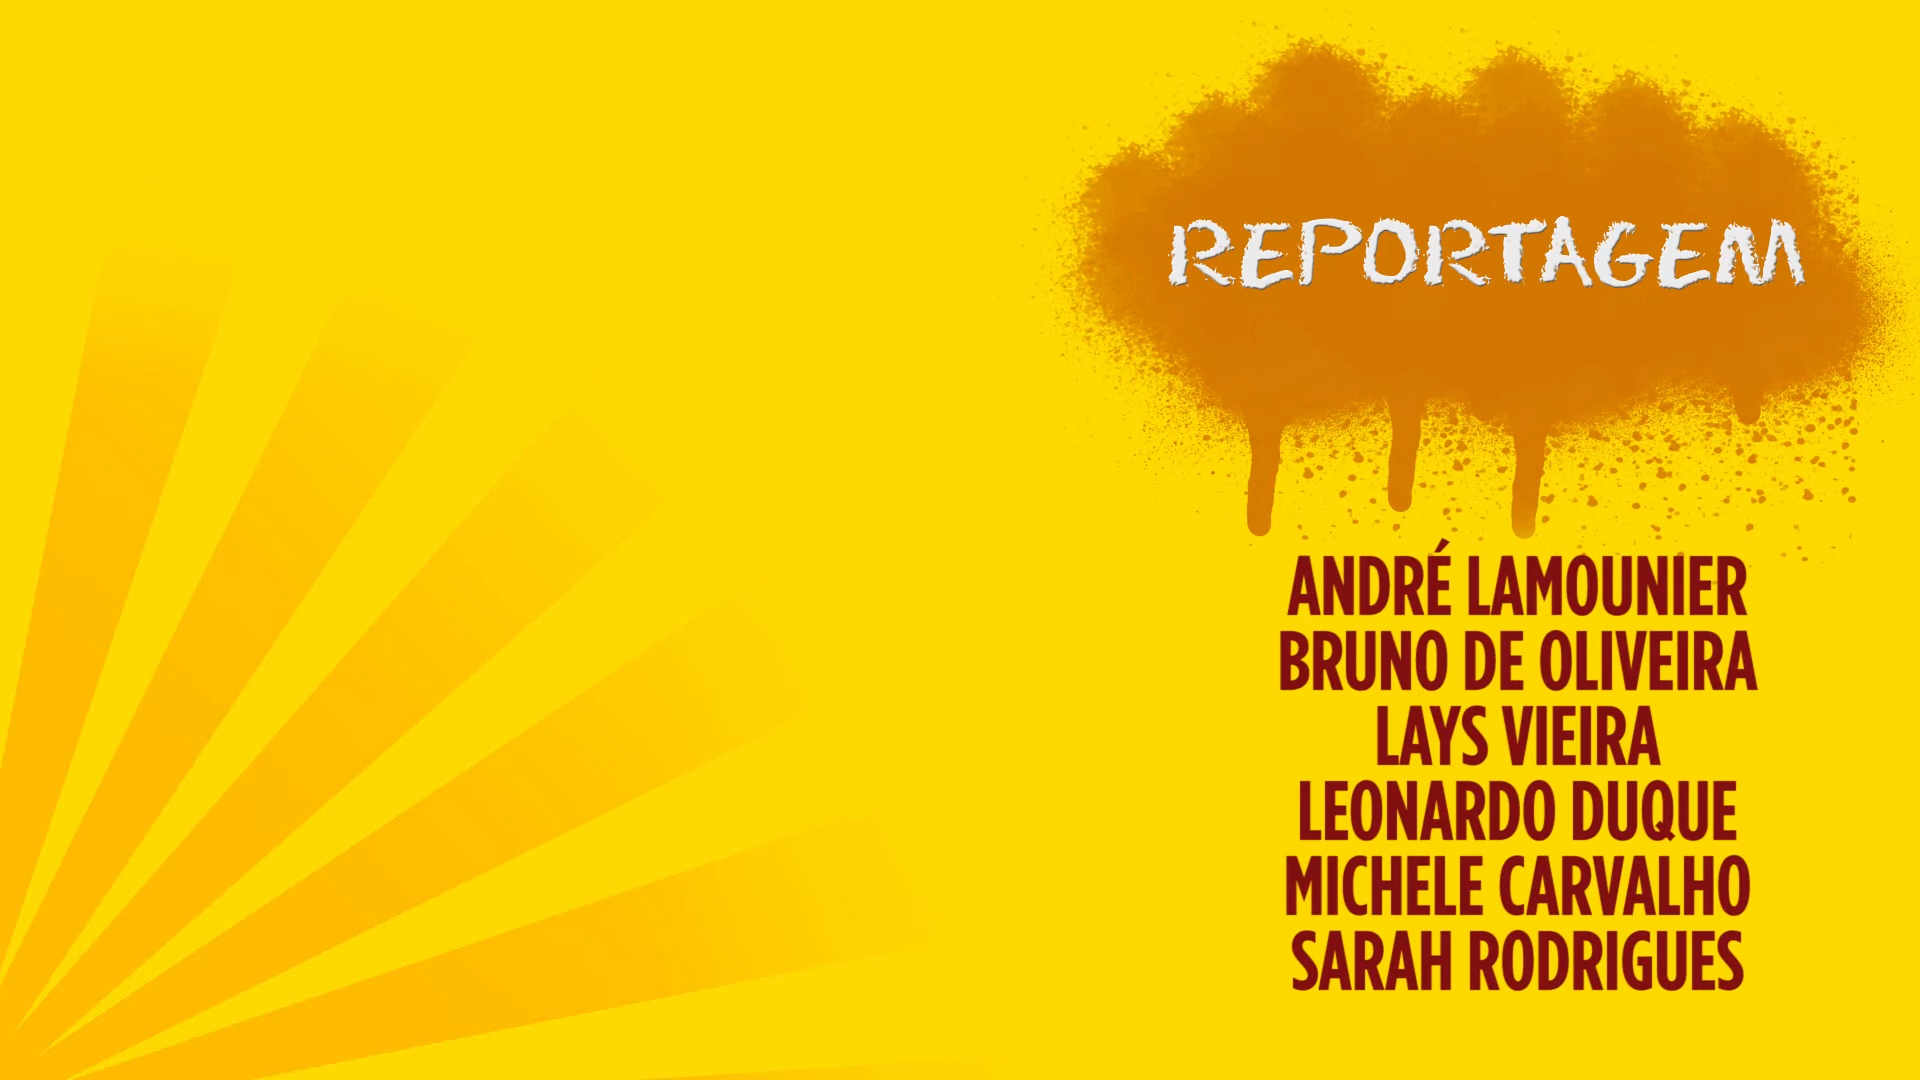 REPORTAGEM
ANDRÉ LAMOUNIER
BRUNO DE OLIVEIRA
LAYS VIEIRA
LEONARDO DUQUE
MICHELE CARVALHO
SARAH RODRIGUES